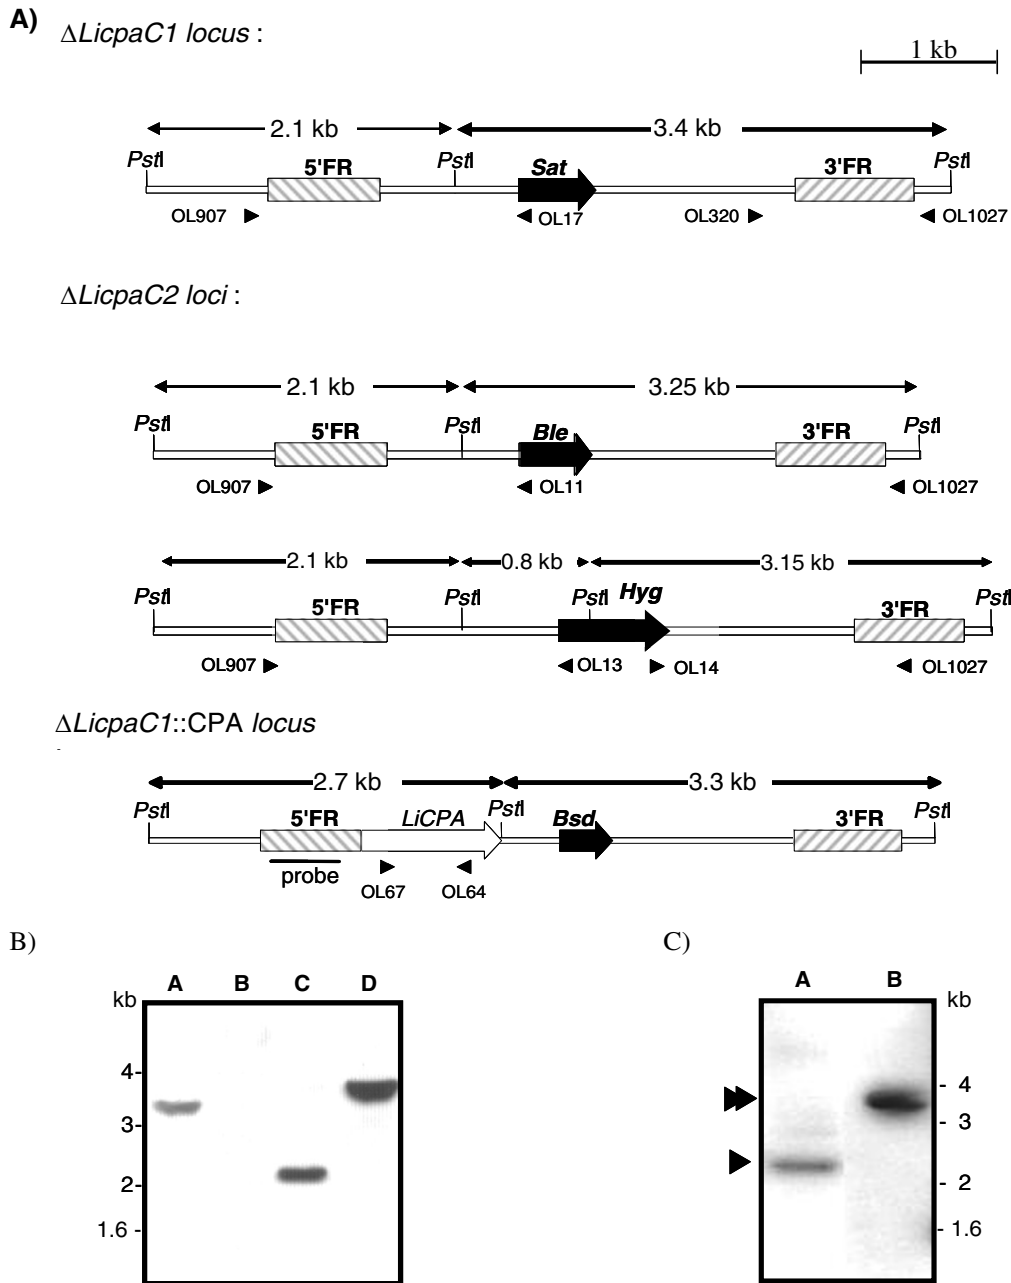 A)
ΔLicpaC1 locus :
1 kb
2.1 kb 3.4 kb
PstI 5'FR PstI Sat 3'FR PstI
OL907 OL17 OL320 OL1027
ΔLicpaC2 loci :
2.1 kb 3.25 kb
PstI 5'FR PstI Ble 3'FR PstI
OL907 OL11 OL1027
2.1 kb 0.8 kb 3.15 kb
PstI 5'FR PstI PstI Hyg 3'FR PstI
OL907 OL13 OL14 OL1027
ΔLicpaC1::CPA locus
2.7 kb 3.3 kb
PstI 5'FR LiCPA PstI Bsd 3'FR PstI
probe OL67 OL64
B)
A B C D
kb
4-
3-
2-
1.6 -
C)
A B
kb
- 4
- 3
- 2
- 1.6